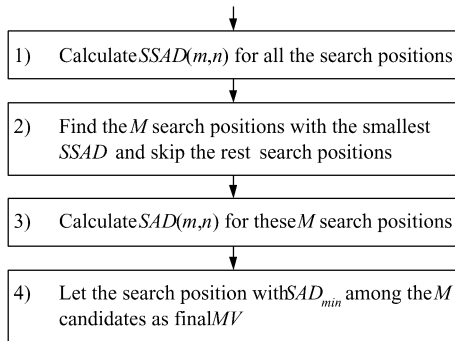 1) Calculate SSAD(m,n) for all the search positions
2) Find the M search positions with the smallest
SSAD and skip the rest search positions
3) Calculate SAD(m,n) for these M search positions
4) Let the search position with SAD_min among the M
candidates as final MV